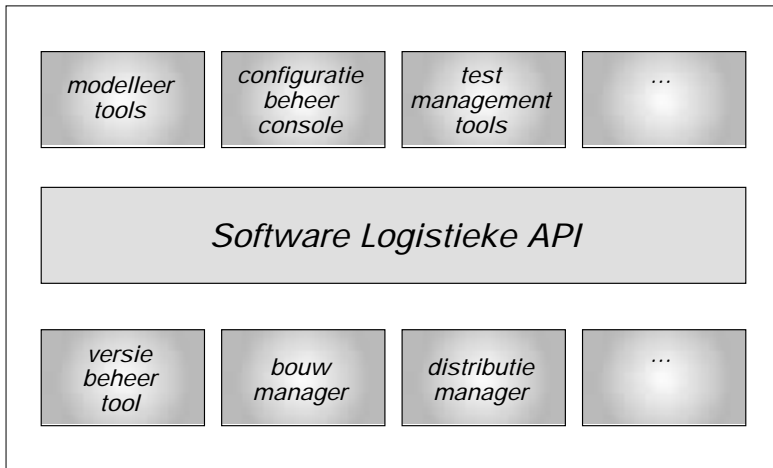 modelleer
tools
configuratie
beheer
console
test
management
tools
...
Software Logistieke API
versie
beheer
tool
bouw
manager
distributie
manager
...